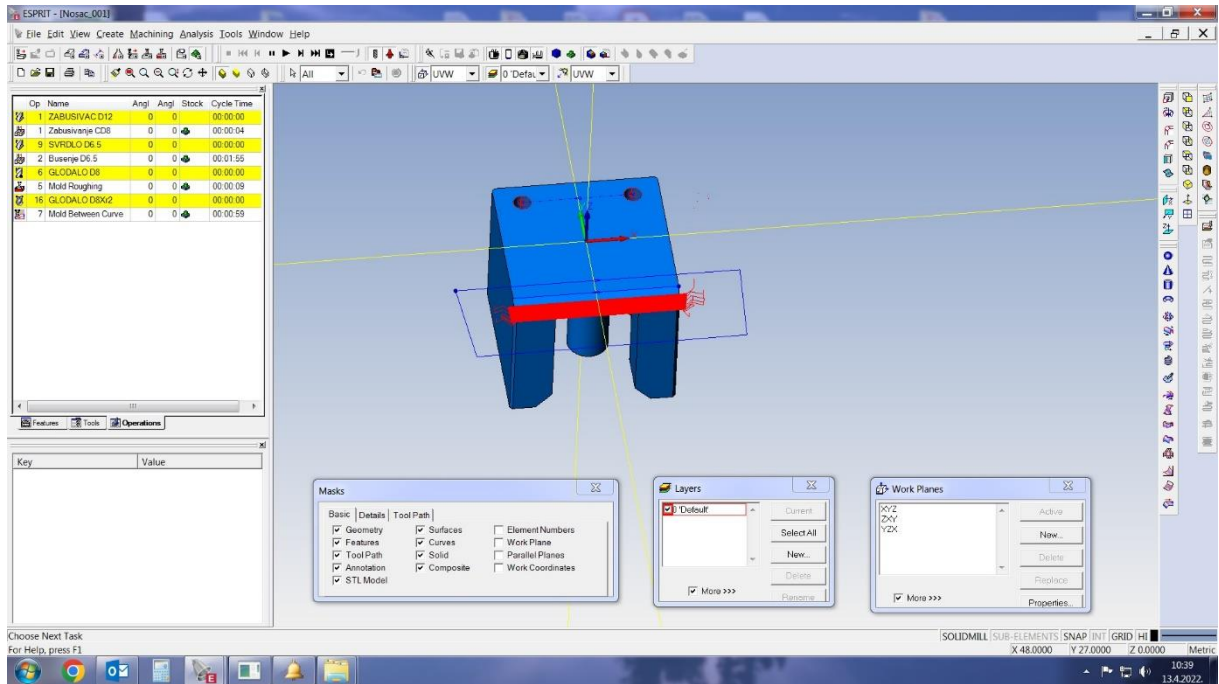 ESPRIT - [Nosac_001]
File Edit View Create Machining Analysis Tools Window Help
All UVW 0 'Defau UVW
Op Name Angl Angl Stock Cycle Time
1 ZABUSIVAC D12 0 0 00:00:00
1 Zabusivanje CD8 0 0 00:00:04
9 SVRDLO D6.5 0 0 00:00:00
2 Busenje D6.5 0 0 00:01:55
6 GLODALO D8 0 0 00:00:00
5 Mold Roughing 0 0 00:00:09
16 GLODALO D8Xr2 0 0 00:00:00
7 Mold Between Curve 0 0 00:00:59
Features Tools Operations
Key Value
Masks
Basic Details Tool Path
Geometry Surfaces Element Numbers
Features Curves Work Plane
Tool Path Solid Parallel Planes
Annotation Composite Work Coordinates
STL Model
Layers
0 'Default' Current
Select All
New...
Delete
More >>> Rename
Work Planes
XYZ Active
ZXY
YZX New...
Delete
Replace
More >>> Properties...
Choose Next Task
SOLIDMILL SUB-ELEMENTS SNAP INT GRID HI
For Help, press F1
X 48.0000 Y 27.0000 Z 0.0000 Metric
10:39
13.4.2022.